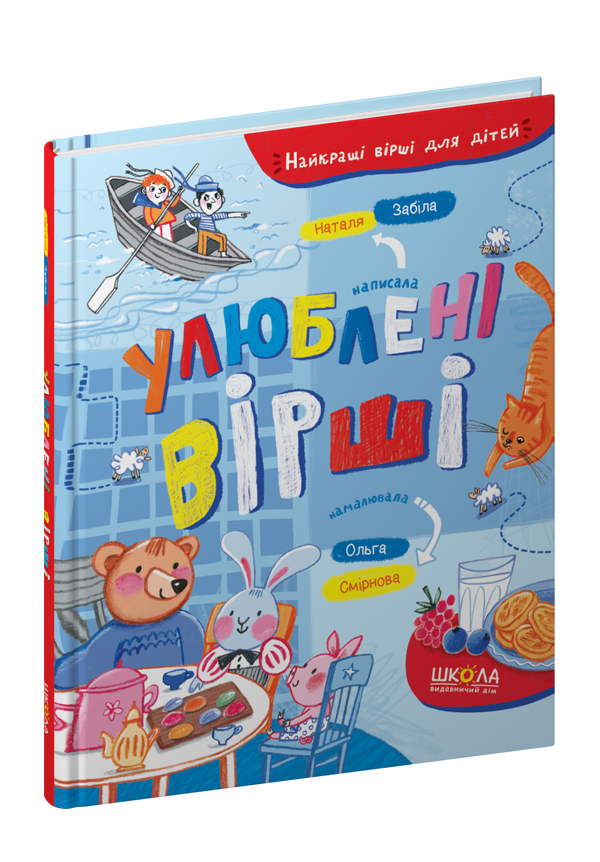 Найкращі вірші для дітей
Наталя Забіла
написала
УЛЮБЛЕНІ
ВІРШІ
намалювала
Ольга
Смірнова
ШКОЛА
видавничий дім
УЛЮБЛЕНІ ВІРШІ
ШКОЛА